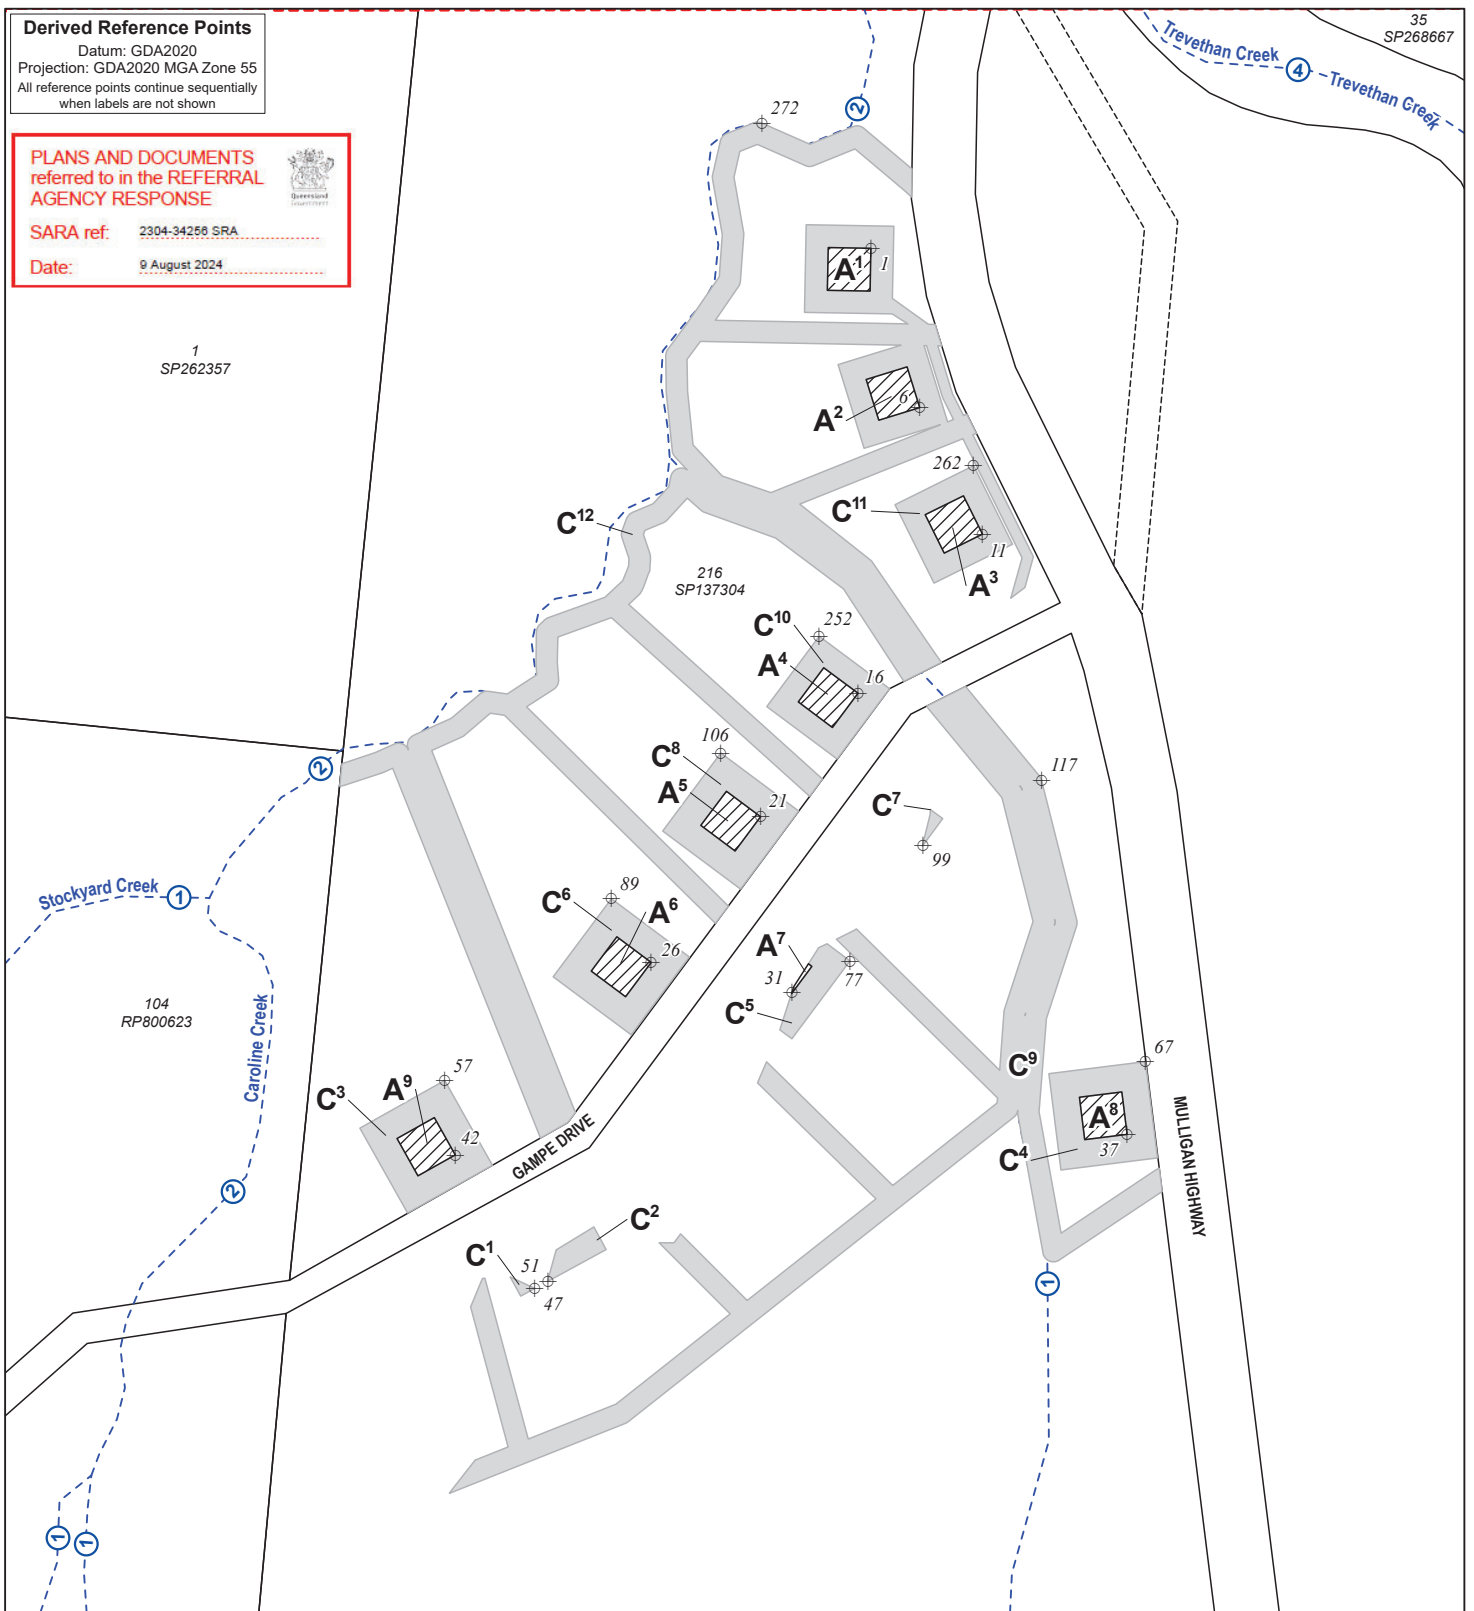 Derived Reference Points
Datum: GDA2020
Projection: GDA2020 MGA Zone 55
All reference points continue sequentially
when labels are not shown
PLANS AND DOCUMENTS
referred to in the REFERRAL
AGENCY RESPONSE
Queensland
Government
SARA ref: 2304-34256 SRA
Date: 9 August 2024
35
SP268667
Trevethan Creek
4
Trevethan Creek
2
272
A1
1
1
SP262357
A2
6
262
C11
11
A3
C12
216
SP137304
C10
252
A4
16
106
C8
A5
21
117
C7
99
2
Stockyard Creek
1
89
C6
A6
26
A7
31
77
C5
104
RP800623
Caroline Creek
C9
67
57
C3
A9
42
A8
37
C4
MULLIGAN HIGHWAY
GAMPE DRIVE
2
C2
C1
51
47
1
1
1